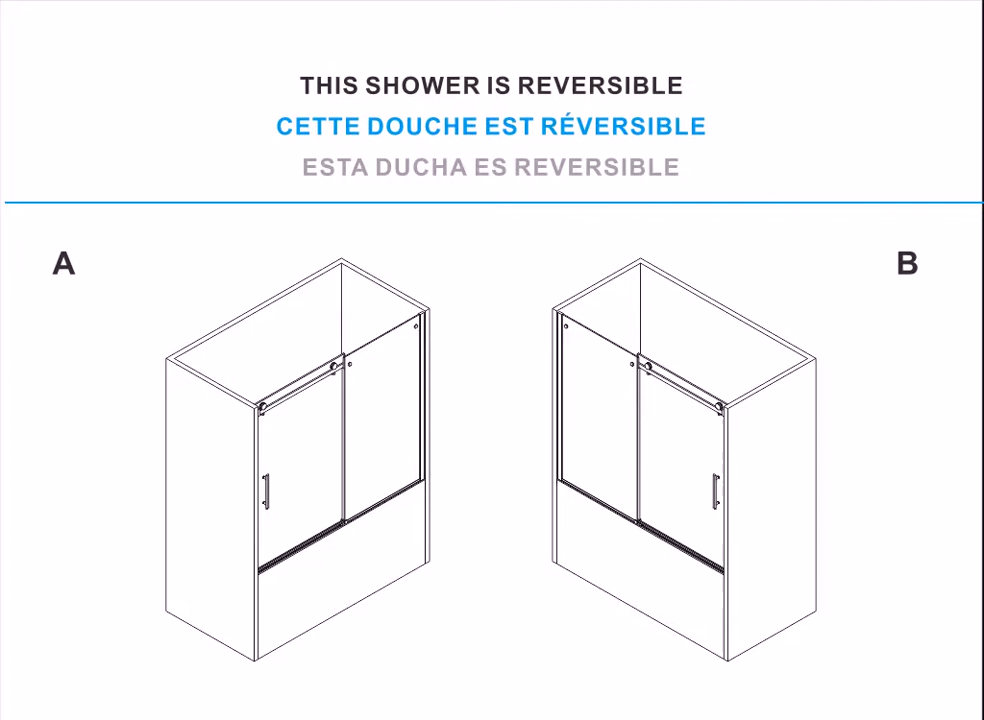 THIS SHOWER IS REVERSIBLE
CETTE DOUCHE EST RÉVERSIBLE
ESTA DUCHA ES REVERSIBLE
A
B